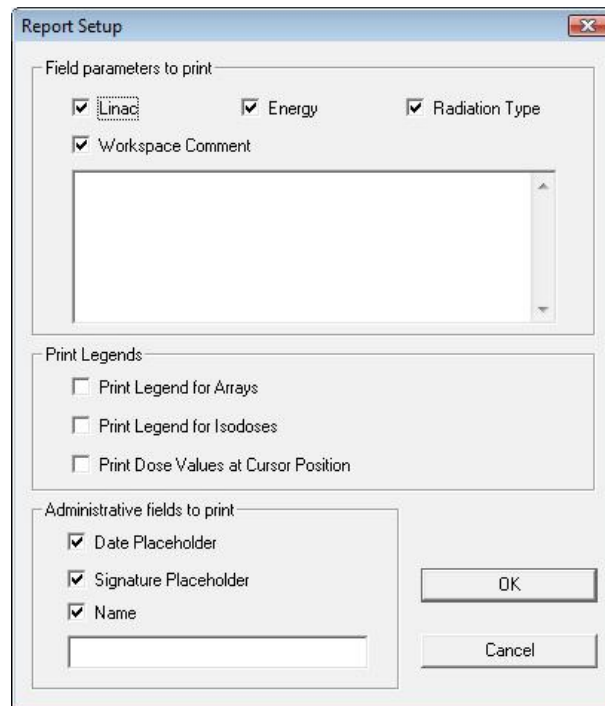 Report Setup
Field parameters to print
Linac Energy Radiation Type
Workspace Comment
Print Legends
Print Legend for Arrays
Print Legend for Isodoses
Print Dose Values at Cursor Position
Administrative fields to print
Date Placeholder
Signature Placeholder
Name
OK
Cancel